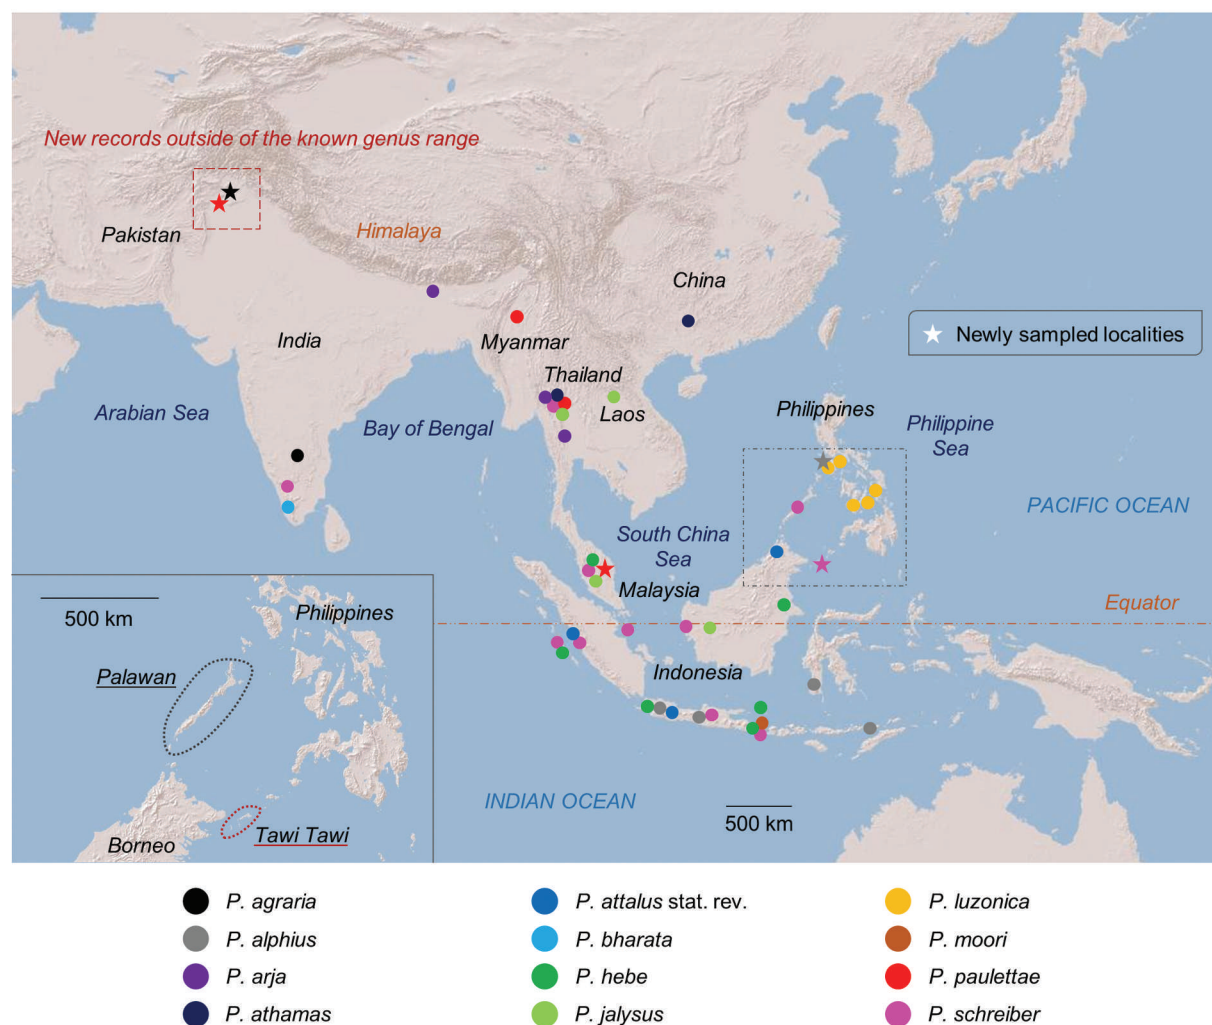 New records outside of the known genus range
Pakistan
Himalaya
China
India
Myanmar
Newly sampled localities
Thailand
Laos
Philippines
Arabian Sea
Bay of Bengal
Philippine
Sea
PACIFIC OCEAN
South China
Sea
Malaysia
Equator
Indonesia
INDIAN OCEAN
500 km
500 km
Philippines
Palawan
Borneo
Tawi Tawi
P. agraria
P. alphius
P. arja
P. athamas
P. attalus stat. rev.
P. bharata
P. hebe
P. jalysus
P. luzonica
P. moori
P. paulettae
P. schreiber